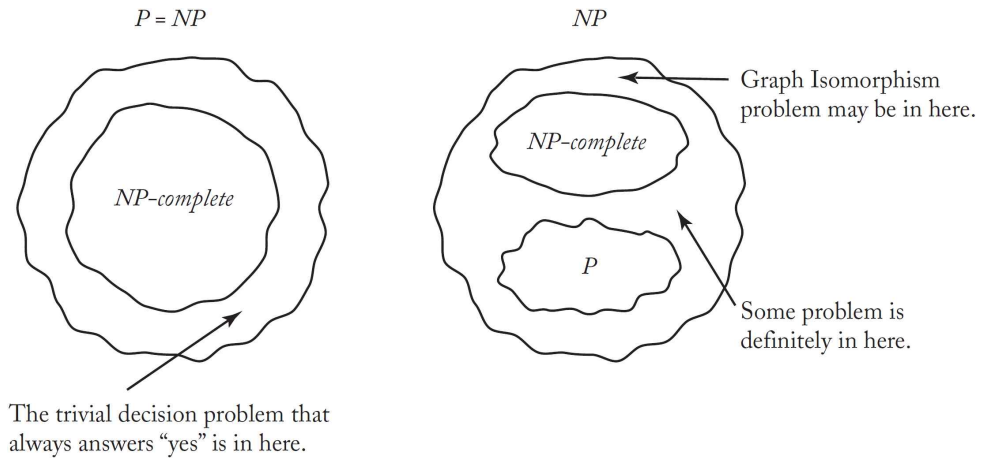 P = NP
NP
Graph Isomorphism
problem may be in here.
NP-complete
NP-complete
P
Some problem is
definitely in here.
The trivial decision problem that
always answers “yes” is in here.